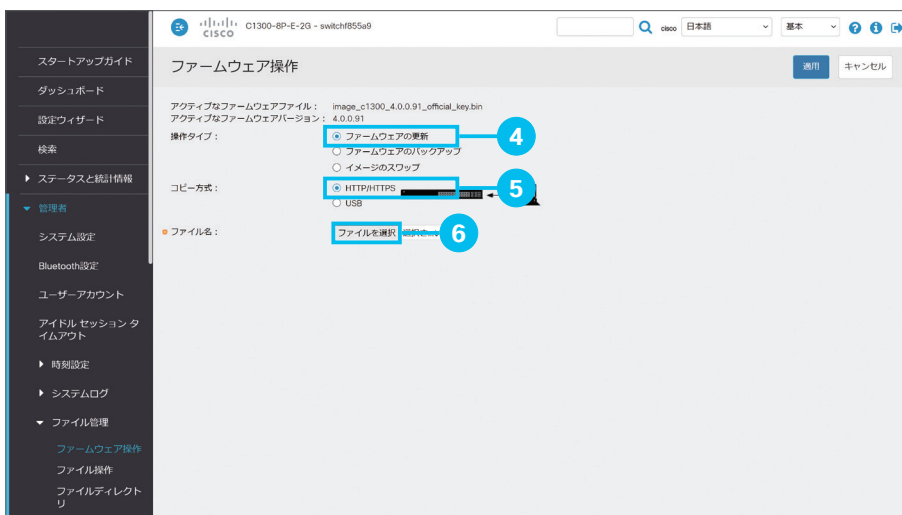 CISCO C1300-8P-E-2G - switchf855a9 cisco 日本語 基本
スタートアップガイド
ダッシュボード
設定ウィザード
検索
ステータスと統計情報
管理者
システム設定
Bluetooth設定
ユーザーアカウント
アイドル セッション タ
イムアウト
時刻設定
システムログ
ファイル管理
ファームウェア操作
ファイル操作
ファイルディレクト
リ
ファームウェア操作 適用 キャンセル
アクティブなファームウェアファイル： image_c1300_4.0.0.91_official_key.bin
アクティブなファームウェアバージョン： 4.0.0.91
操作タイプ： ファームウェアの更新 4
ファームウェアのバックアップ
イメージのスワップ
コピー方式： HTTP/HTTPS 5
USB
ファイル名： ファイルを選択 6